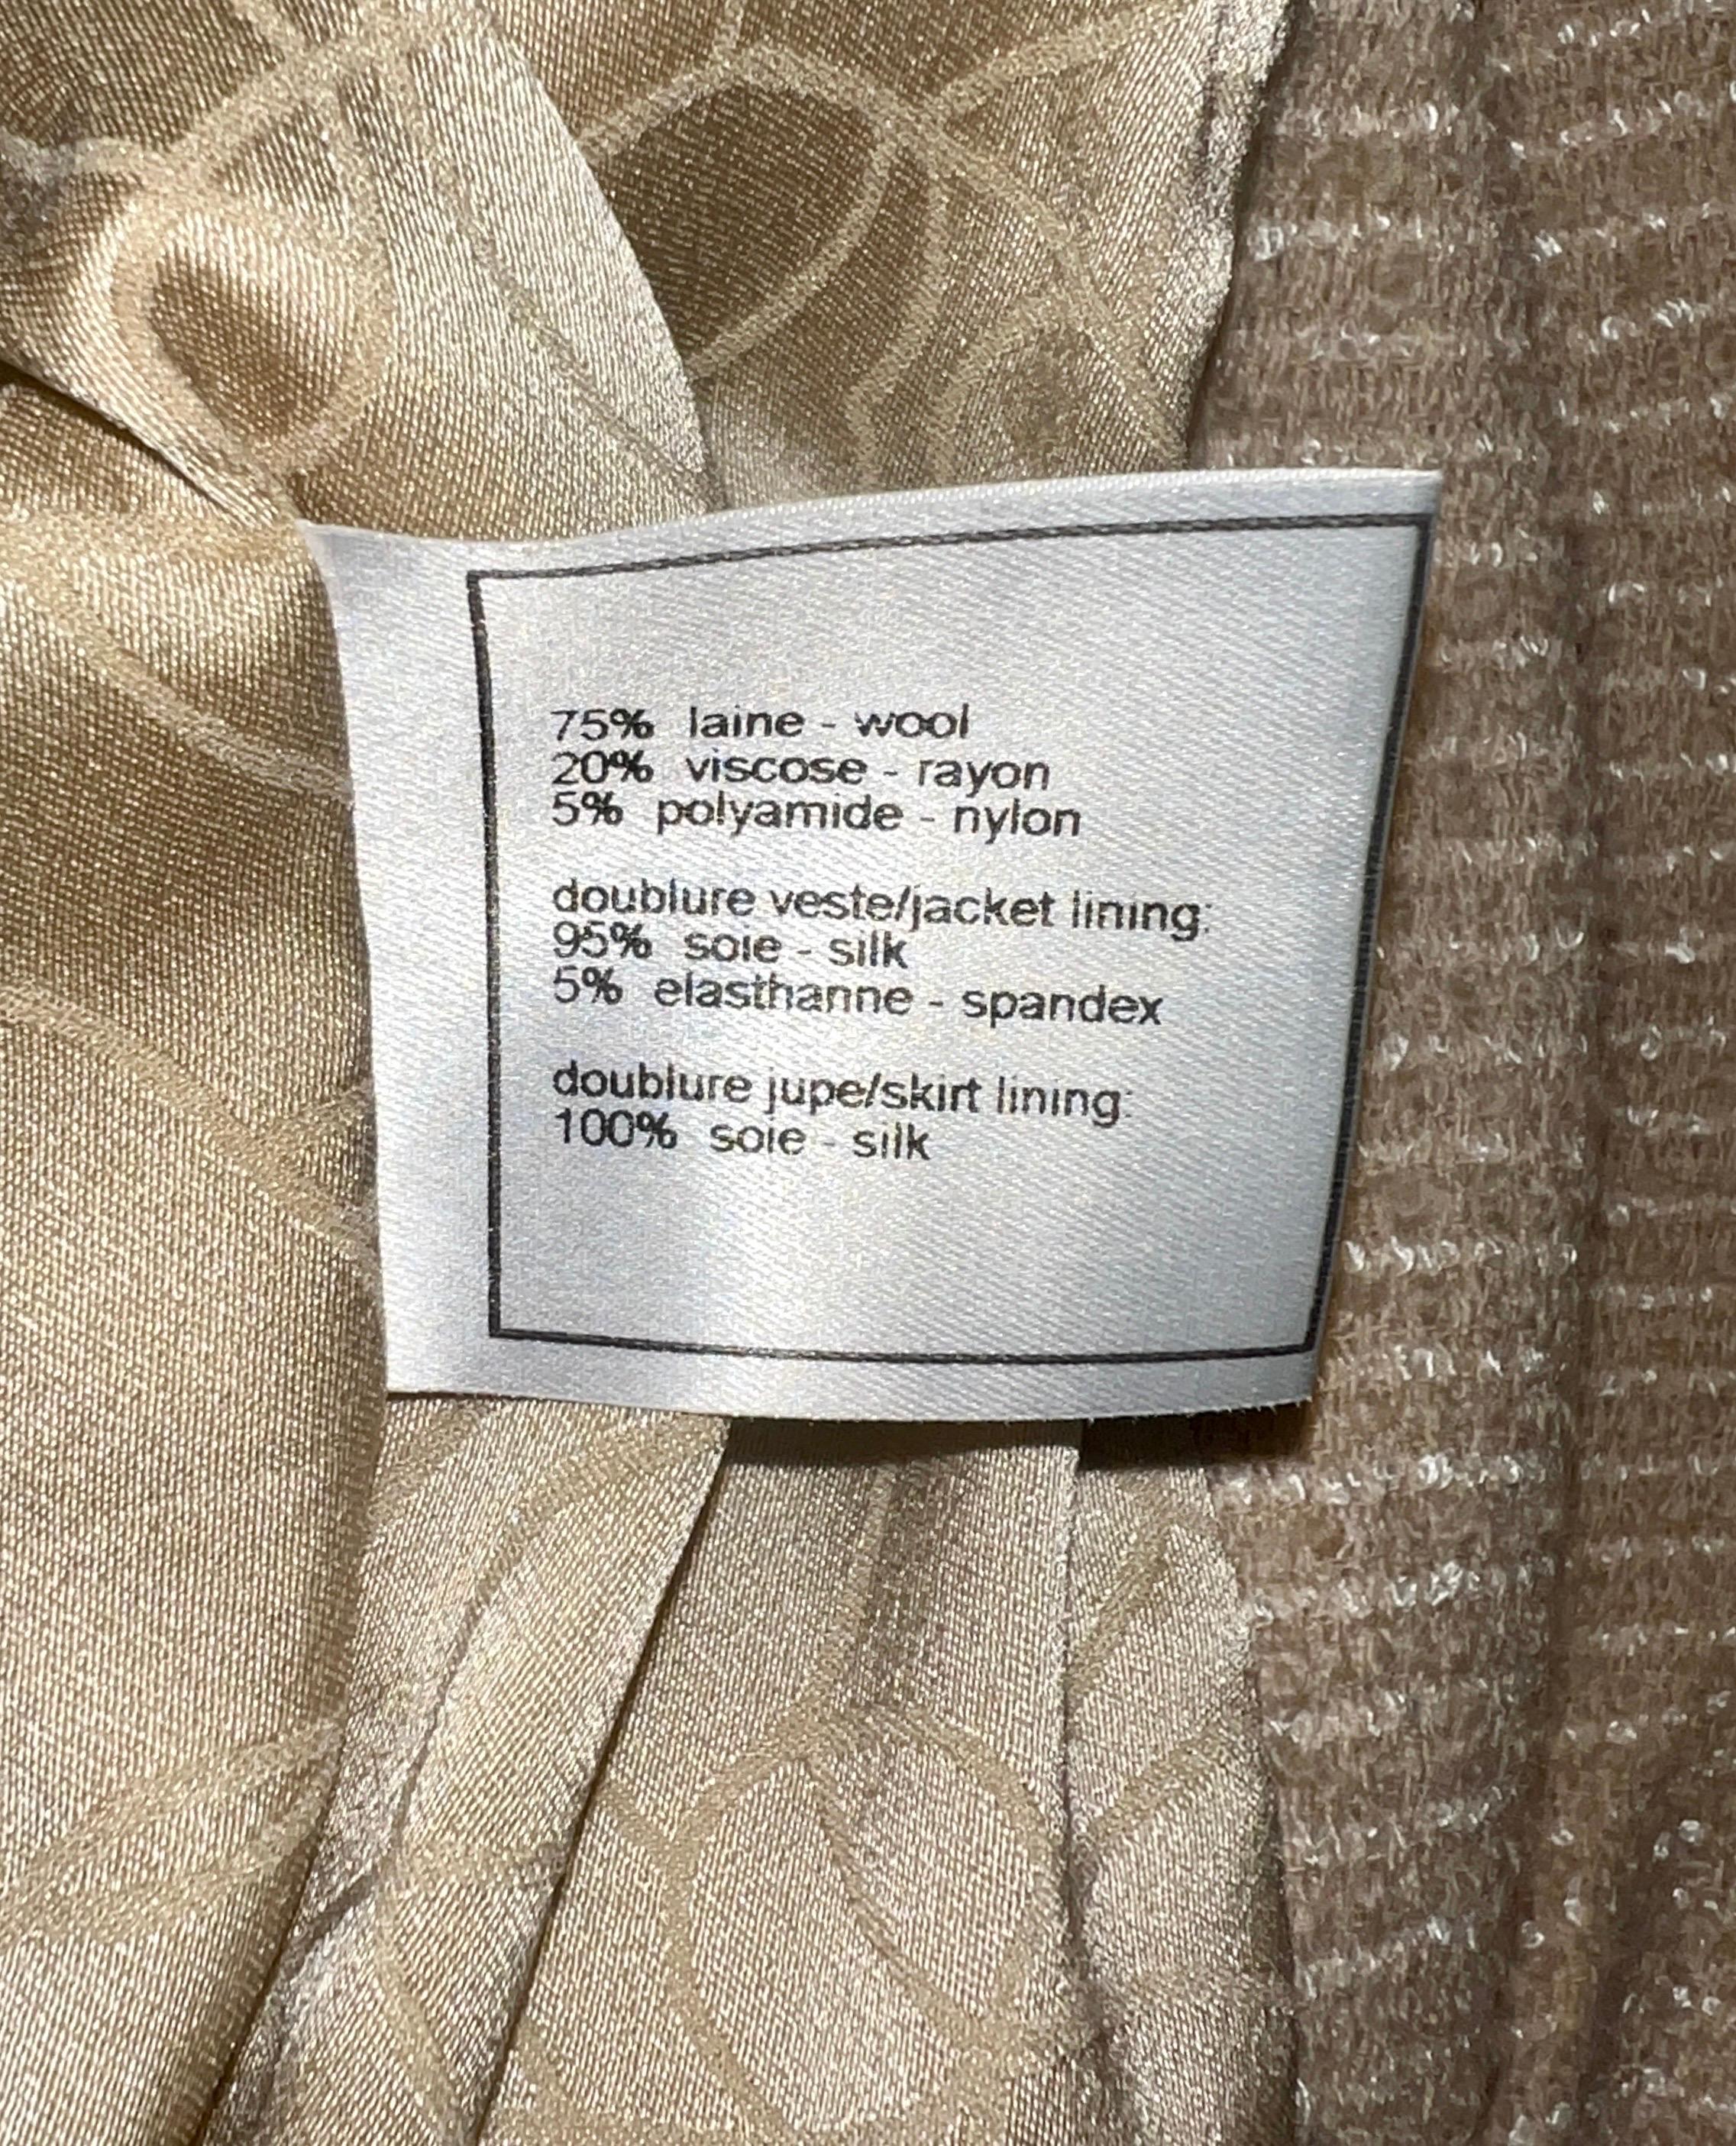 75% laine - wool
20% viscose - rayon
5% polyamide - nylon
doublure veste/jacket lining:
95% soie - silk
5% elasthanne - spandex
doublure jupe/skirt lining:
100% soie - silk